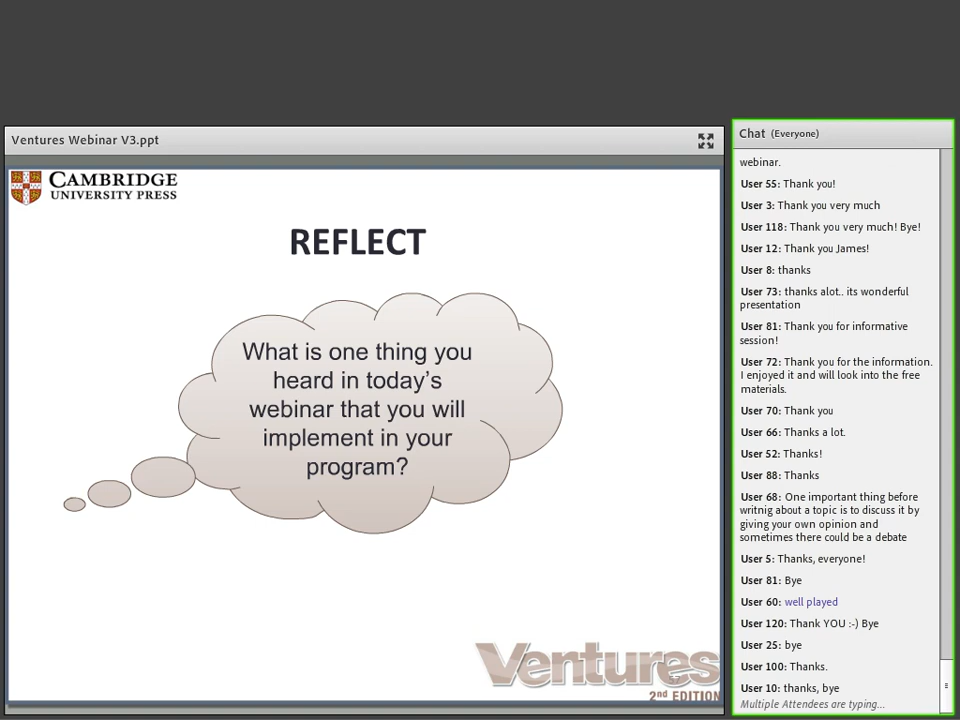 Ventures Webinar V3.ppt
CAMBRIDGE
UNIVERSITY PRESS
REFLECT
What is one thing you
heard in today's
webinar that you will
implement in your
program?
Ventures
2nd EDITION
Chat (Everyone)
webinar.
User 55: Thank you!
User 3: Thank you very much
User 118: Thank you very much! Bye!
User 12: Thank you James!
User 8: thanks
User 73: thanks alot.. its wonderful
presentation
User 81: Thank you for informative
session!
User 72: Thank you for the information.
I enjoyed it and will look into the free
materials.
User 70: Thank you
User 66: Thanks a lot.
User 52: Thanks!
User 88: Thanks
User 68: One important thing before
writnig about a topic is to discuss it by
giving your own opinion and
sometimes there could be a debate
User 5: Thanks, everyone!
User 81: Bye
User 60: well played
User 120: Thank YOU :-) Bye
User 25: bye
User 100: Thanks.
User 10: thanks, bye
Multiple Attendees are typing...